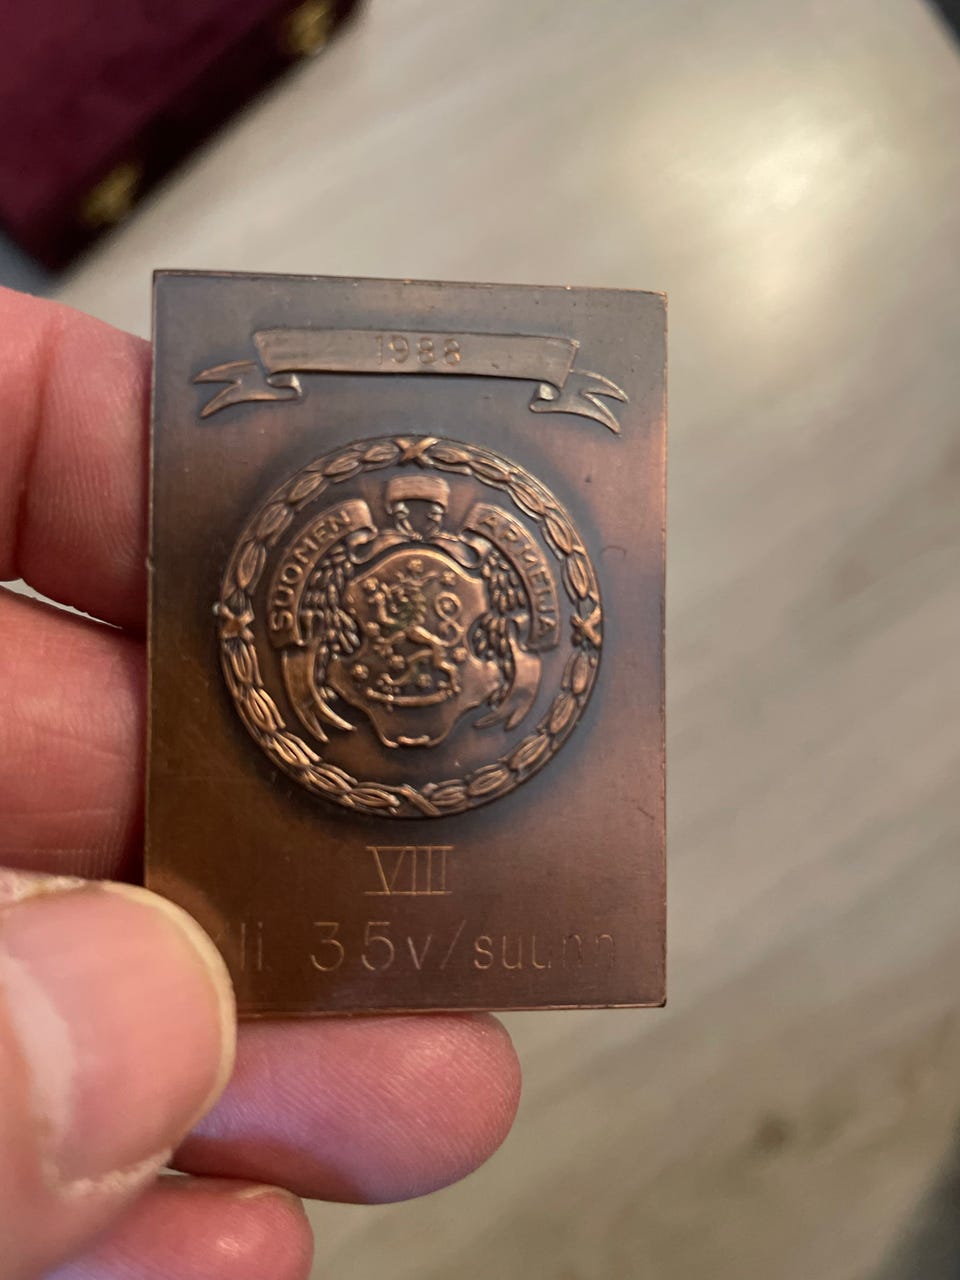 1988
SUOMEN ARMEIJA
VIII
35v/suunn